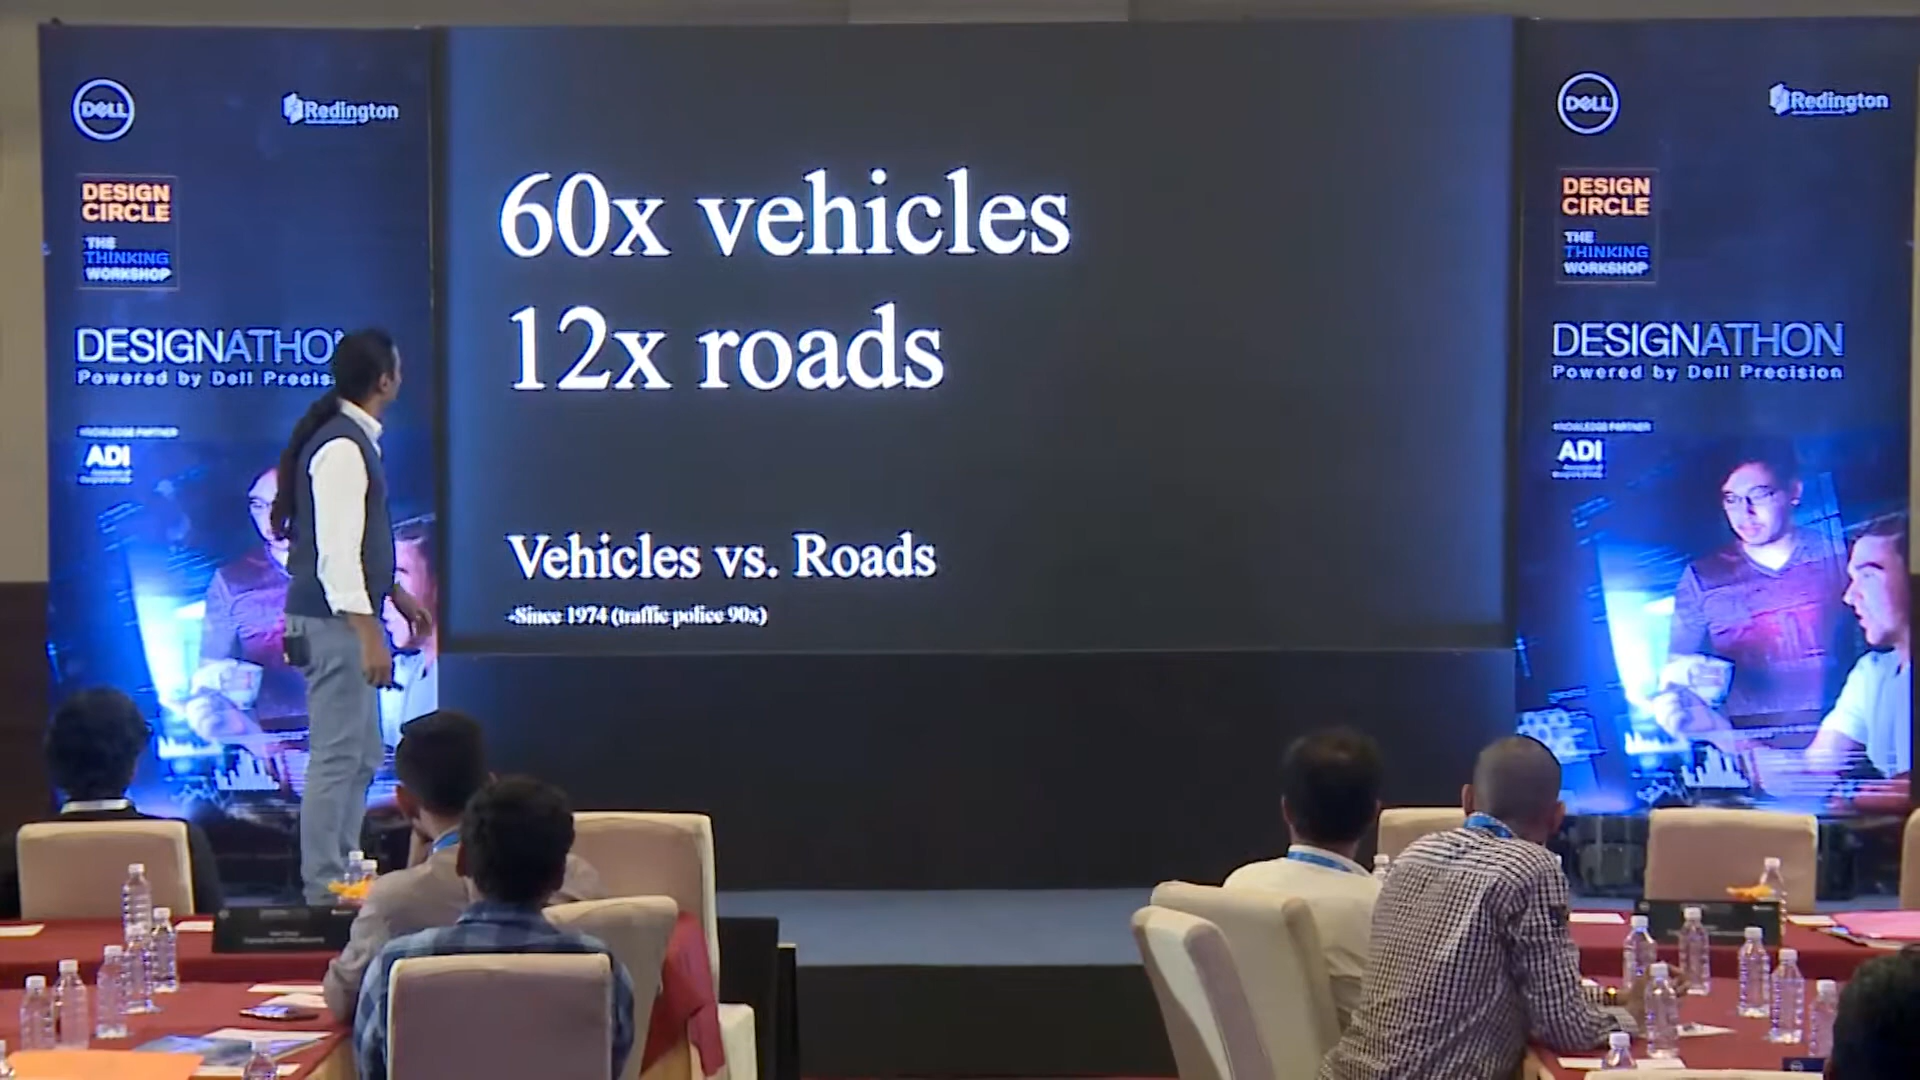 DELL
Redington
DESIGN
CIRCLE
THE
THINKING
WORKSHOP
DESIGNATHO
Powered by Dell Precis
KNOWLEDGE PARTNER
ADI
60x vehicles
12x roads
Vehicles vs. Roads
-Since 1974 (traffic police 90x)
DELL
Redington
DESIGN
CIRCLE
THE
THINKING
WORKSHOP
DESIGNATHON
Powered by Dell Precision
KNOWLEDGE PARTNER
ADI